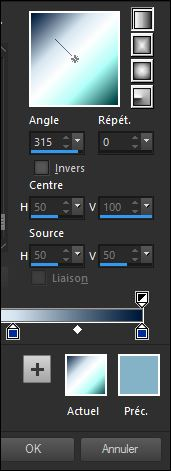 Angle Répét.
315 0
Invers
Centre
H 50 V 100
Source
H 50 V 50
Liaison
Actuel Préc.
OK Annuler